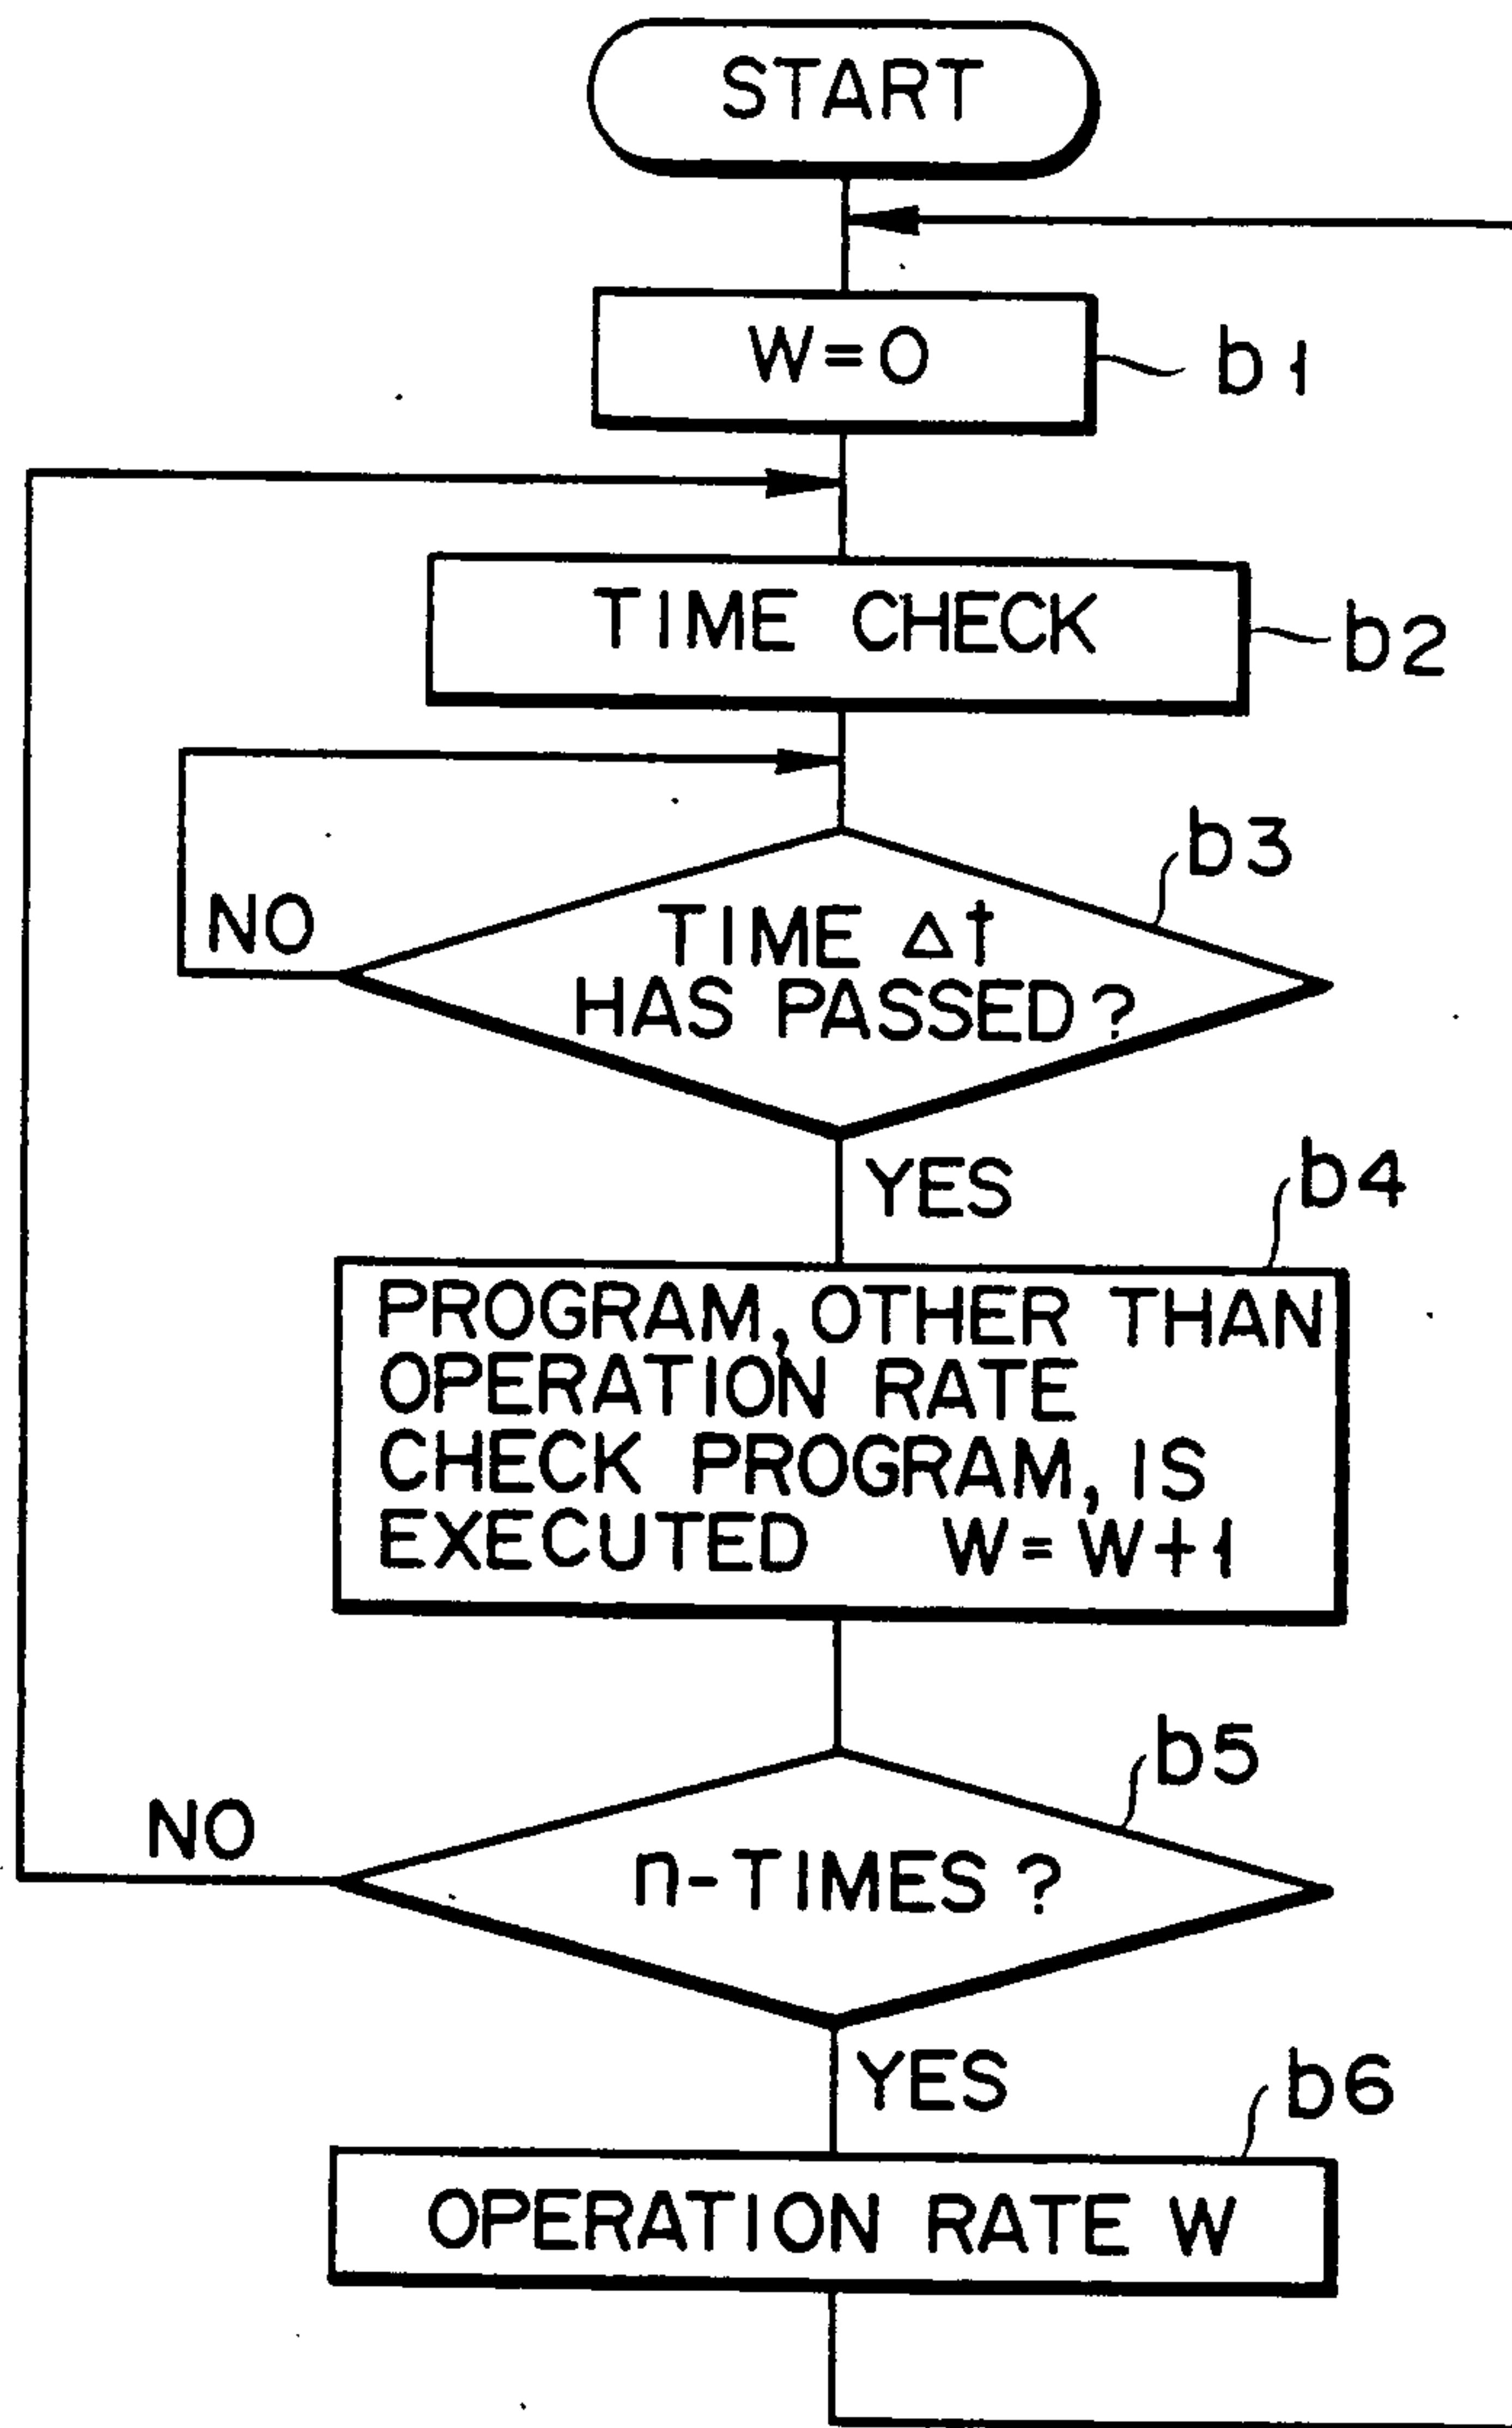 START
W=0
b1
TIME CHECK
b2
b3
NO
TIME Δt
HAS PASSED?
YES
b4
PROGRAM, OTHER THAN
OPERATION RATE
CHECK PROGRAM, IS
EXECUTED W=W+1
b5
NO
n-TIMES?
YES
b6
OPERATION RATE W